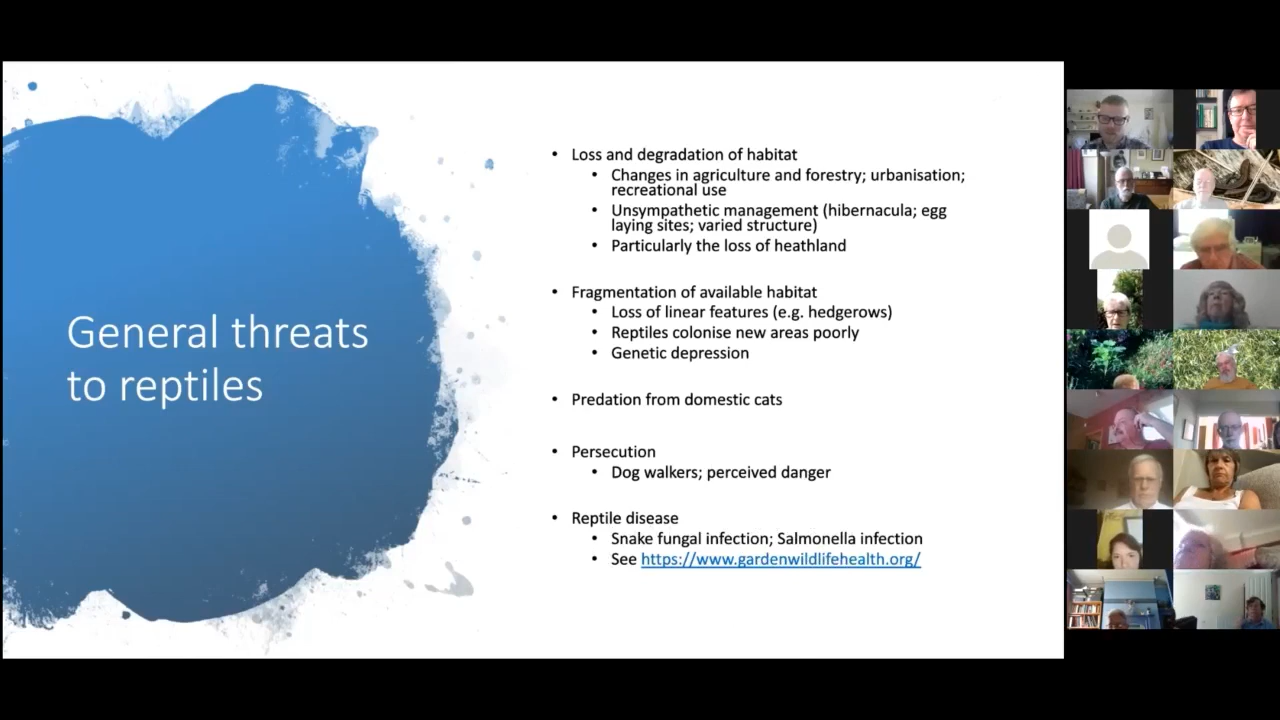 General threats
to reptiles
• Loss and degradation of habitat
• Changes in agriculture and forestry; urbanisation;
recreational use
• Unsympathetic management (hibernacula; egg
laying sites; varied structure)
• Particularly the loss of heathland
• Fragmentation of available habitat
• Loss of linear features (e.g. hedgerows)
• Reptiles colonise new areas poorly
• Genetic depression
• Predation from domestic cats
• Persecution
• Dog walkers; perceived danger
• Reptile disease
• Snake fungal infection; Salmonella infection
• See https://www.gardenwildlifehealth.org/